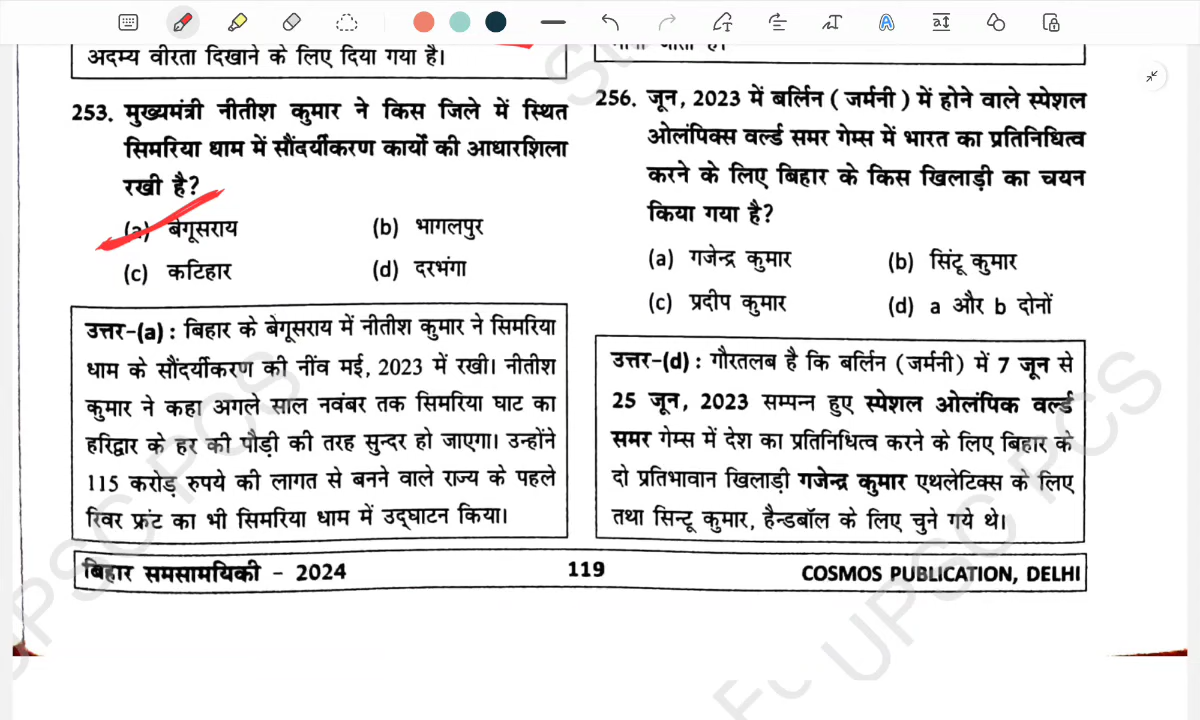 अदम्य वीरता दिखाने के लिए दिया गया है।
253. मुख्यमंत्री नीतीश कुमार ने किस जिले में स्थित
सिमरिया धाम में सौंदर्यीकरण कार्यों की आधारशिला
रखी है?
(a) बेगूसराय (b) भागलपुर
(c) कटिहार (d) दरभंगा
उत्तर-(a) : बिहार के बेगूसराय में नीतीश कुमार ने सिमरिया
धाम के सौंदर्यीकरण की नींव मई, 2023 में रखी। नीतीश
कुमार ने कहा अगले साल नवंबर तक सिमरिया घाट का
हरिद्वार के हर की पौड़ी की तरह सुन्दर हो जाएगा। उन्होंने
115 करोड़ रुपये की लागत से बनने वाले राज्य के पहले
रिवर फ्रंट का भी सिमरिया धाम में उद्घाटन किया।
256. जून, 2023 में बर्लिन ( जर्मनी ) में होने वाले स्पेशल
ओलंपिक्स वर्ल्ड समर गेम्स में भारत का प्रतिनिधित्व
करने के लिए बिहार के किस खिलाड़ी का चयन
किया गया है?
(a) गजेन्द्र कुमार (b) सिंटू कुमार
(c) प्रदीप कुमार (d) a और b दोनों
उत्तर-(d) : गौरतलब है कि बर्लिन (जर्मनी) में 7 जून से
25 जून, 2023 सम्पन्न हुए स्पेशल ओलंपिक वर्ल्ड
समर गेम्स में देश का प्रतिनिधित्व करने के लिए बिहार के
दो प्रतिभावान खिलाड़ी गजेन्द्र कुमार एथलेटिक्स के लिए
तथा सिन्टू कुमार, हैन्डबॉल के लिए चुने गये थे।
बिहार समसामयिकी - 2024 119 COSMOS PUBLICATION, DELHI
UPSC PCS
UPSC PCS